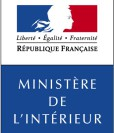 Liberté • Égalité • Fraternité
RÉPUBLIQUE FRANÇAISE
MINISTÈRE
DE
L'INTÉRIEUR